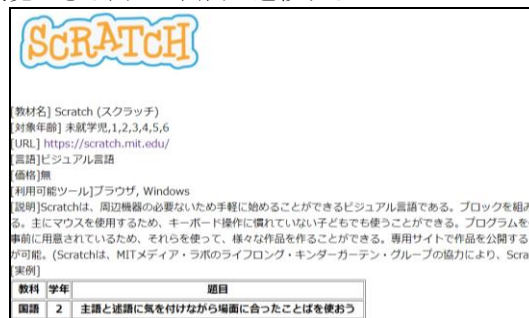 SCRATCH
[教材名] Scratch (スクラッチ)
[対象年齢] 未就学児,1,2,3,4,5,6
[URL] https://scratch.mit.edu/
[言語]ビジュアル言語
[価格]無
[利用可能ツール]ブラウザ, Windows
[説明]Scratchは、周辺機器の必要ないため手軽に始めることができるビジュアル言語である。ブロックを組み
る。主にマウスを使用するため、キーボード操作に慣れていない子どもでも使うことができる。プログラムを
事前に用意されているため、それらを使って、様々な作品を作ることができる。専用サイトで作品を公開する
が可能。(Scratchは、MITメディア・ラボのライフロング・キンダーガーテン・グループの協力により、Scra
[実例]
教科 学年 題目
国語 2 主語と述語に気を付けながら場面に合ったことばを使おう